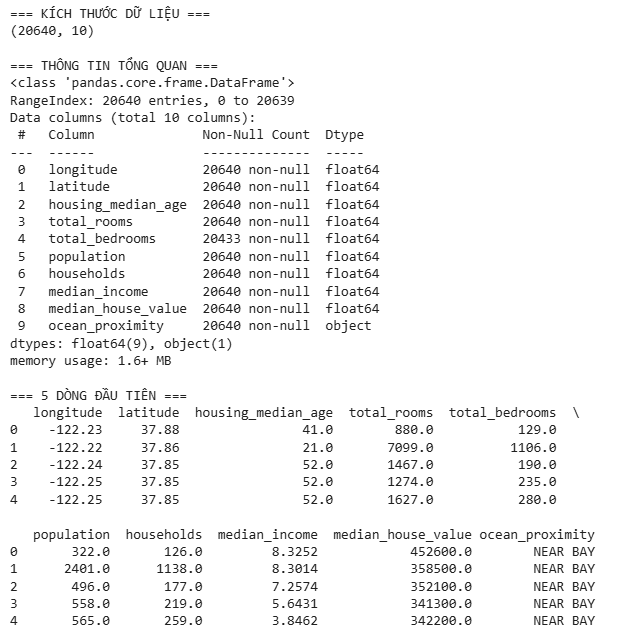 === KÍCH THƯỚC DỮ LIỆU ===
(20640, 10)

=== THÔNG TIN TỔNG QUAN ===
<class 'pandas.core.frame.DataFrame'>
RangeIndex: 20640 entries, 0 to 20639
Data columns (total 10 columns):
 #   Column              Non-Null Count  Dtype
---  ------              --------------  -----
 0   longitude           20640 non-null  float64
 1   latitude            20640 non-null  float64
 2   housing_median_age  20640 non-null  float64
 3   total_rooms         20640 non-null  float64
 4   total_bedrooms      20433 non-null  float64
 5   population          20640 non-null  float64
 6   households          20640 non-null  float64
 7   median_income       20640 non-null  float64
 8   median_house_value  20640 non-null  float64
 9   ocean_proximity     20640 non-null  object
dtypes: float64(9), object(1)
memory usage: 1.6+ MB

=== 5 DÒNG ĐẦU TIÊN ===
   longitude  latitude  housing_median_age  total_rooms  total_bedrooms  \
0    -122.23     37.88                41.0        880.0           129.0
1    -122.22     37.86                21.0       7099.0          1106.0
2    -122.24     37.85                52.0       1467.0           190.0
3    -122.25     37.85                52.0       1274.0           235.0
4    -122.25     37.85                52.0       1627.0           280.0

   population  households  median_income  median_house_value ocean_proximity
0       322.0       126.0         8.3252            452600.0        NEAR BAY
1      2401.0      1138.0         8.3014            358500.0        NEAR BAY
2       496.0       177.0         7.2574            352100.0        NEAR BAY
3       558.0       219.0         5.6431            341300.0        NEAR BAY
4       565.0       259.0         3.8462            342200.0        NEAR BAY